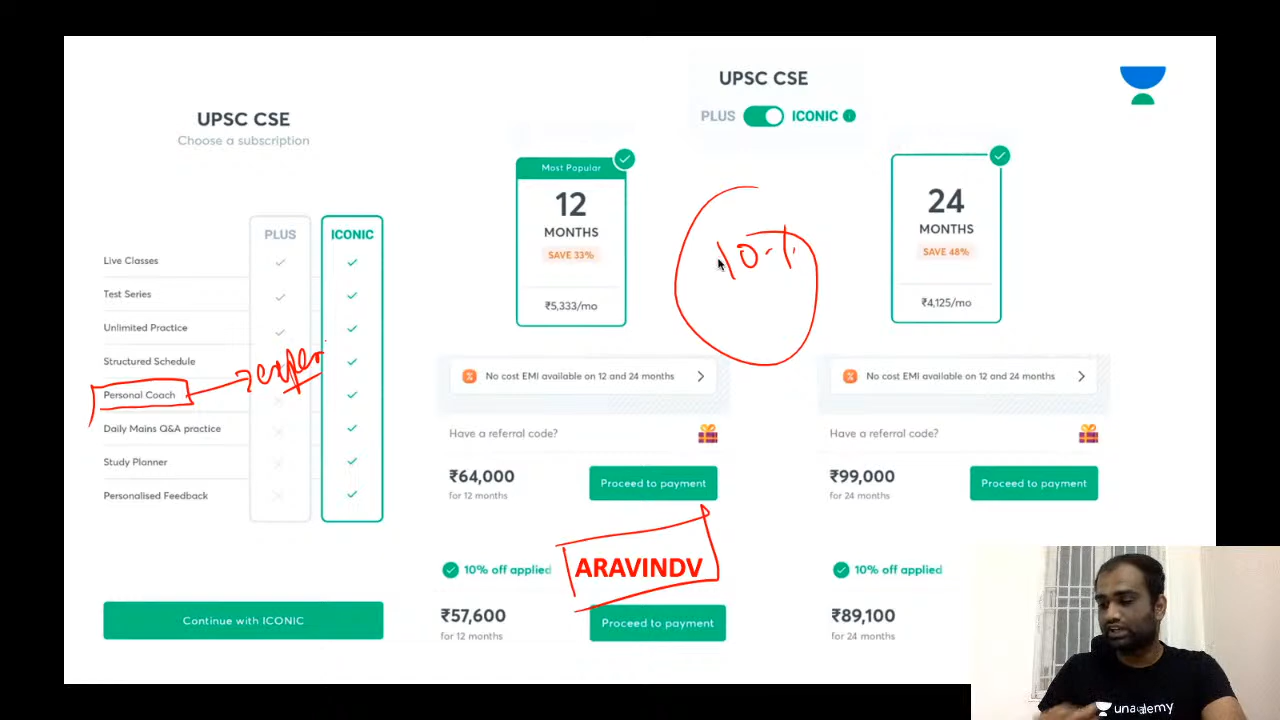 UPSC CSE
Choose a subscription
PLUS
ICONIC
Live Classes
Test Series
Unlimited Practice
Structured Schedule
Personal Coach
Daily Mains Q&A practice
Study Planner
Personalised Feedback
exper
Continue with ICONIC
UPSC CSE
PLUS ICONIC
Most Popular
12
MONTHS
SAVE 33%
₹5,333/mo
10%
24
MONTHS
SAVE 48%
₹4,125/mo
No cost EMI available on 12 and 24 months
Have a referral code?
₹64,000
for 12 months
Proceed to payment
10% off applied
ARAVINDV
₹57,600
for 12 months
Proceed to payment
No cost EMI available on 12 and 24 months
Have a referral code?
₹99,000
for 24 months
Proceed to payment
10% off applied
₹89,100
for 24 months
unacademy